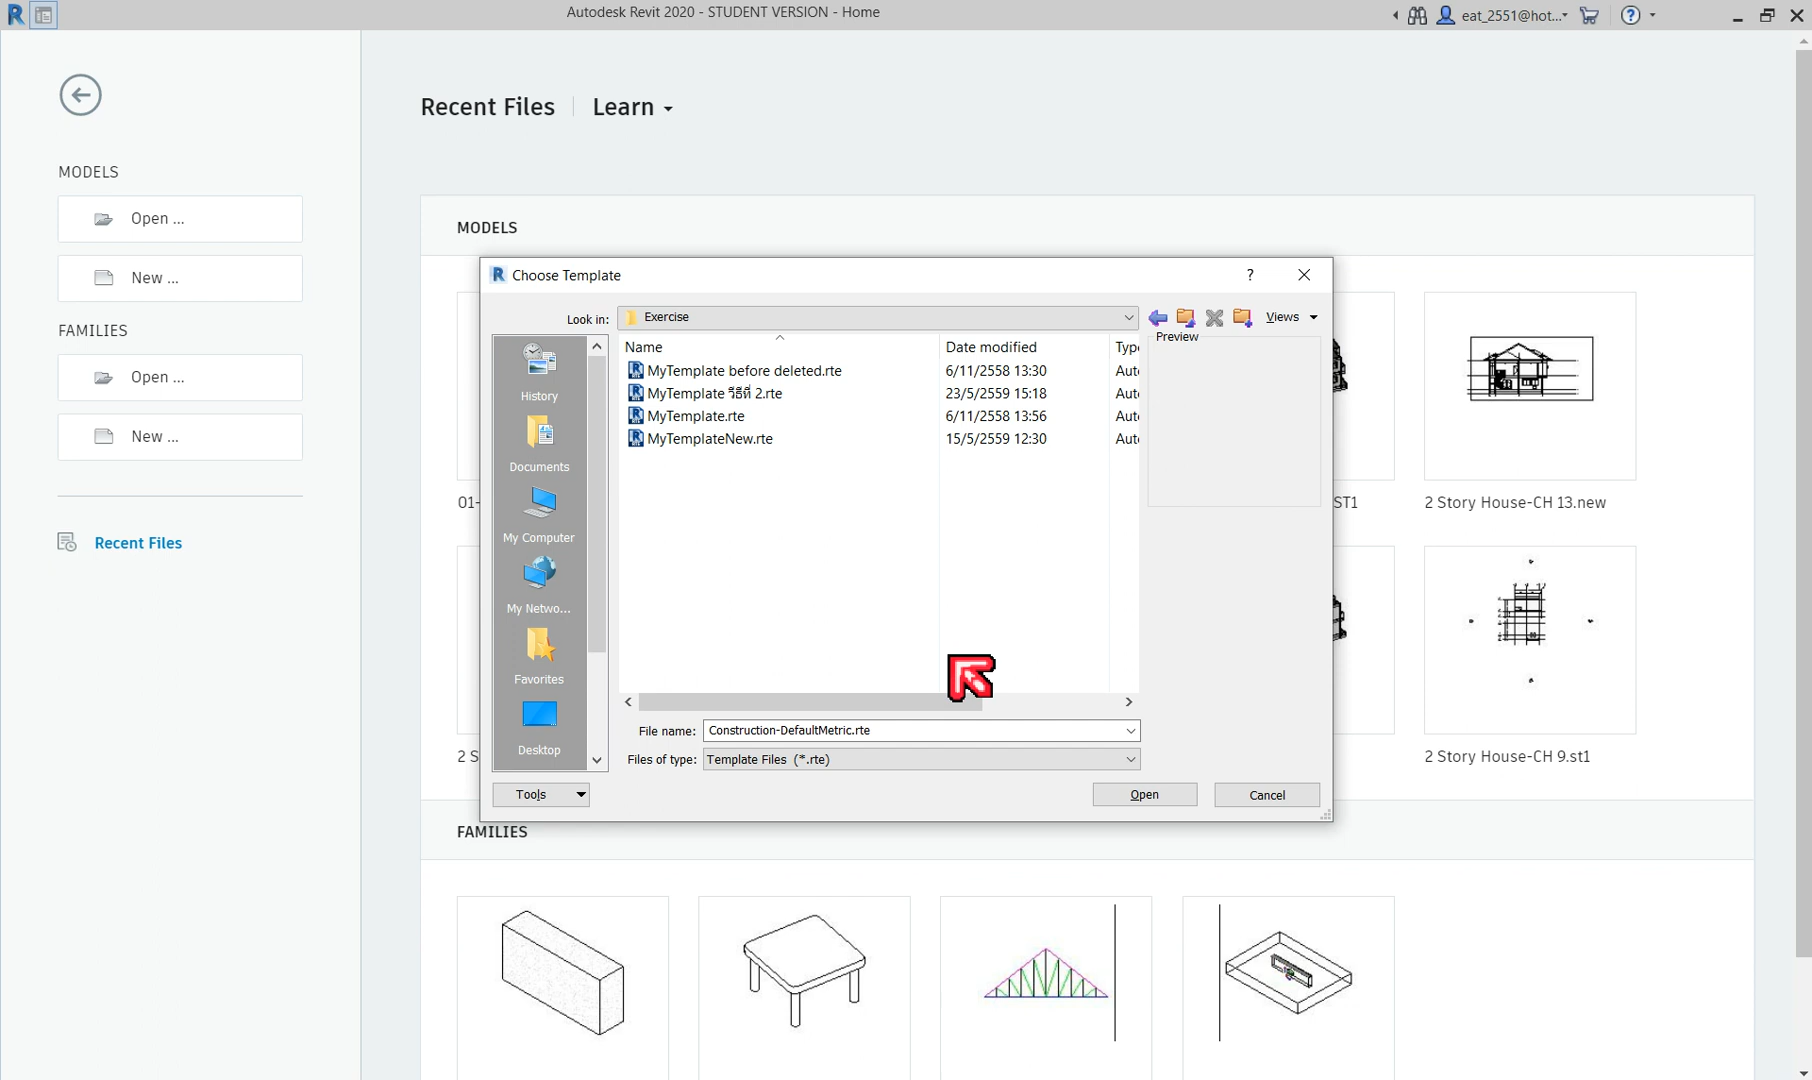 Autodesk Revit 2020 - STUDENT VERSION - Home
eat_2551@hot...
Recent Files
Learn
MODELS
Open ...
New ...
FAMILIES
Open ...
New ...
Recent Files
MODELS
Choose Template
Look in:
Exercise
Views
Preview
History
Documents
My Computer
My Netwo...
Favorites
Desktop
Name
Date modified
Type
MyTemplate before deleted.rte
6/11/2558 13:30
Auto
MyTemplate วีธีที่ 2.rte
23/5/2559 15:18
Auto
MyTemplate.rte
6/11/2558 13:56
Auto
MyTemplateNew.rte
15/5/2559 12:30
Auto
File name:
Construction-DefaultMetric.rte
Files of type:
Template Files (*.rte)
Tools
Open
Cancel
01-
ST1
2 Story House-CH 13.new
2 S
2 Story House-CH 9.st1
FAMILIES